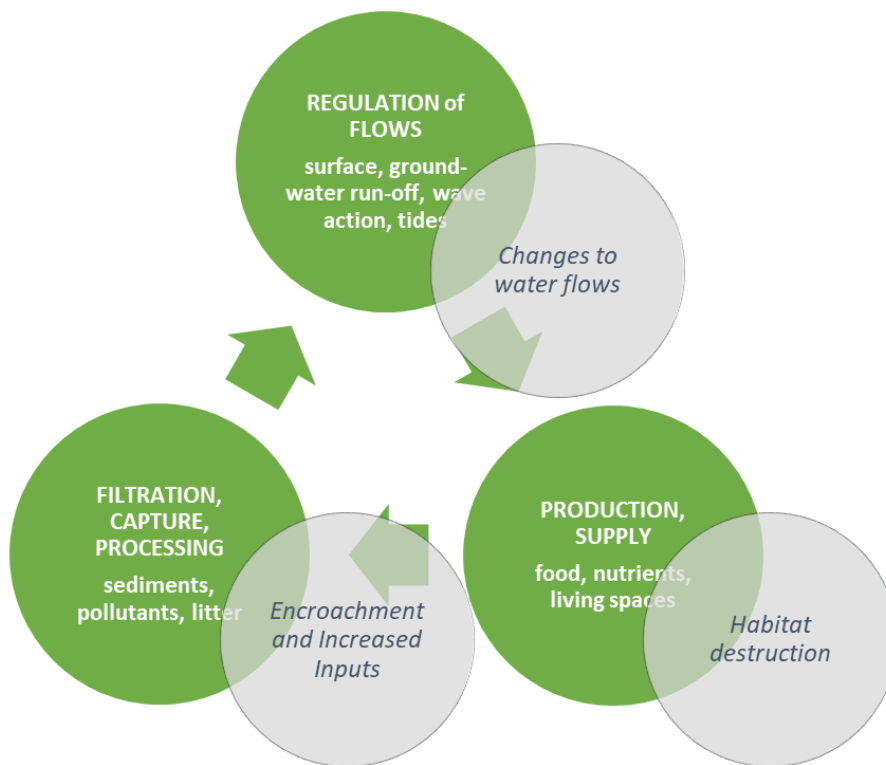 REGULATION of
FLOWS
surface, ground-
water run-off, wave
action, tides
Changes to
water flows
FILTRATION,
CAPTURE,
PROCESSING
sediments,
pollutants, litter
Encroachment
and Increased
Inputs
PRODUCTION,
SUPPLY
food, nutrients,
living spaces
Habitat
destruction